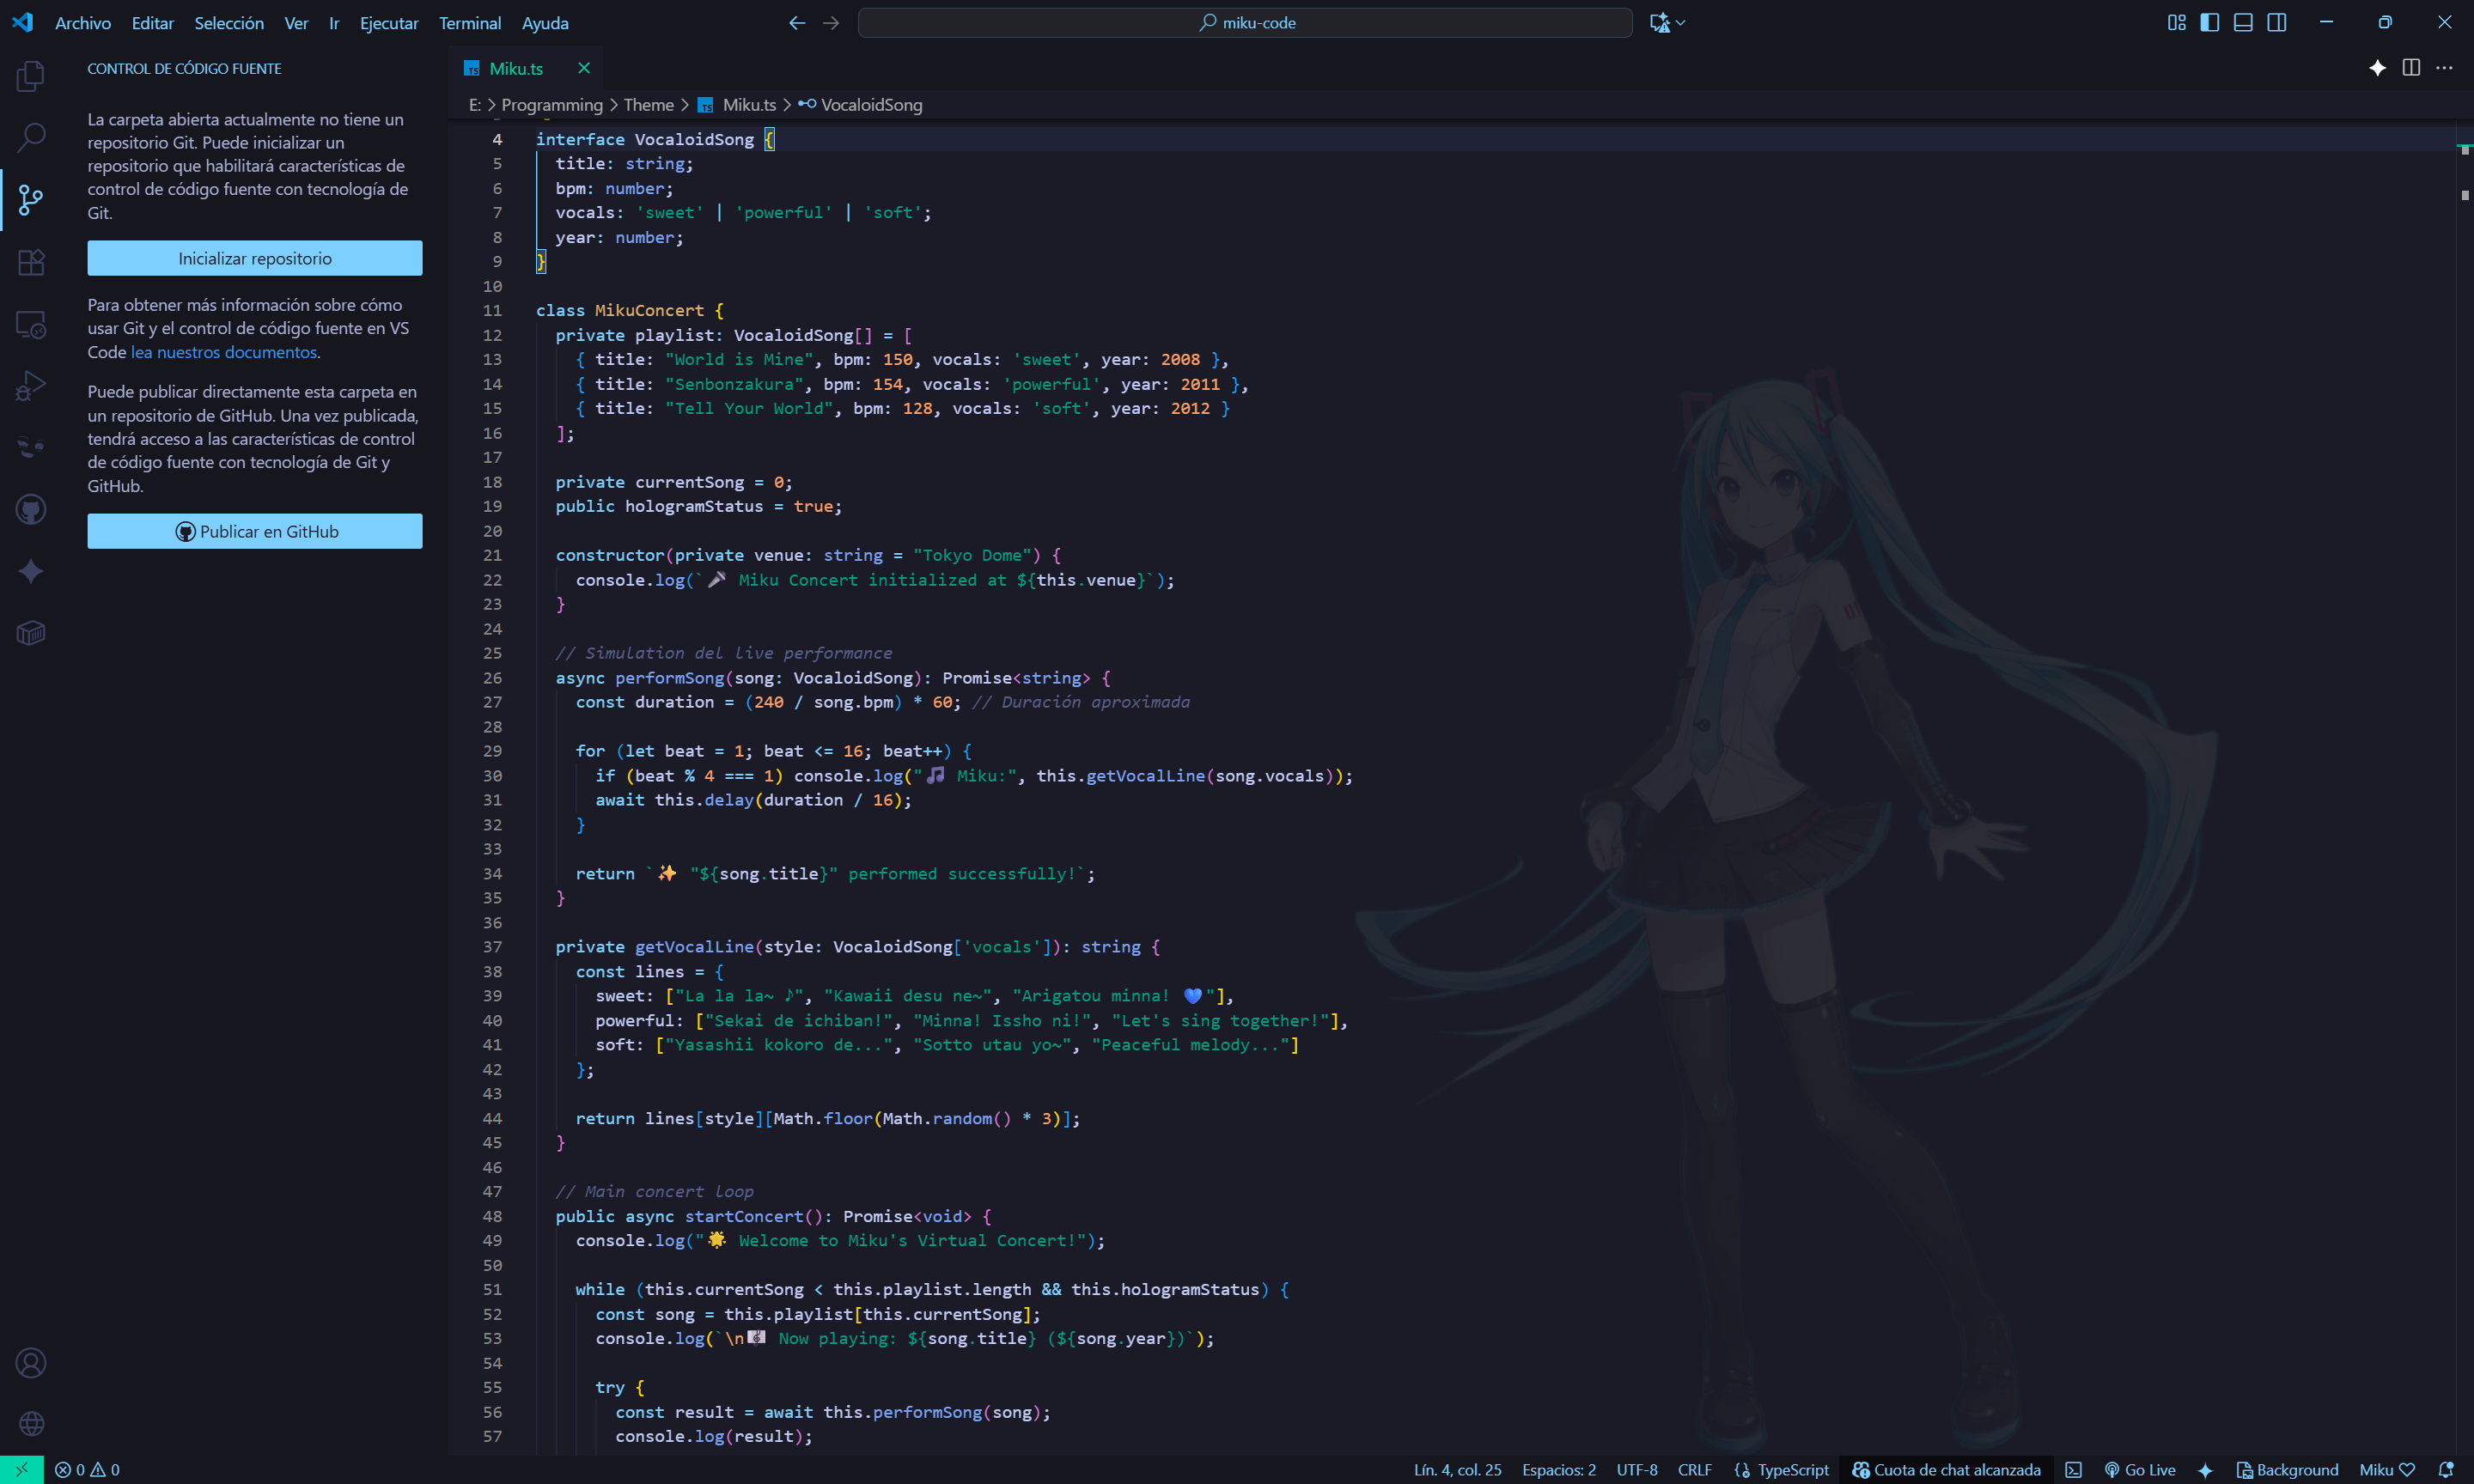 Archivo Editar Selección Ver Ir Ejecutar Terminal Ayuda
miku-code
CONTROL DE CÓDIGO FUENTE
La carpeta abierta actualmente no tiene un
repositorio Git. Puede inicializar un
repositorio que habilitará características de
control de código fuente con tecnología de
Git.
Inicializar repositorio
Para obtener más información sobre cómo
usar Git y el control de código fuente en VS
Code lea nuestros documentos.
Puede publicar directamente esta carpeta en
un repositorio de GitHub. Una vez publicada,
tendrá acceso a las características de control
de código fuente con tecnología de Git y
GitHub.
Publicar en GitHub
TS Miku.ts
E: > Programming > Theme > TS Miku.ts > VocaloidSong
4 interface VocaloidSong {
5   title: string;
6   bpm: number;
7   vocals: 'sweet' | 'powerful' | 'soft';
8   year: number;
9 }
10
11 class MikuConcert {
12   private playlist: VocaloidSong[] = [
13     { title: "World is Mine", bpm: 150, vocals: 'sweet', year: 2008 },
14     { title: "Senbonzakura", bpm: 154, vocals: 'powerful', year: 2011 },
15     { title: "Tell Your World", bpm: 128, vocals: 'soft', year: 2012 }
16   ];
17
18   private currentSong = 0;
19   public hologramStatus = true;
20
21   constructor(private venue: string = "Tokyo Dome") {
22     console.log(`🎤 Miku Concert initialized at ${this.venue}`);
23   }
24
25   // Simulation del live performance
26   async performSong(song: VocaloidSong): Promise<string> {
27     const duration = (240 / song.bpm) * 60; // Duración aproximada
28
29     for (let beat = 1; beat <= 16; beat++) {
30       if (beat % 4 === 1) console.log("🎵 Miku:", this.getVocalLine(song.vocals));
31       await this.delay(duration / 16);
32     }
33
34     return `✨ "${song.title}" performed successfully!`;
35   }
36
37   private getVocalLine(style: VocaloidSong['vocals']): string {
38     const lines = {
39       sweet: ["La la la~ ♪", "Kawaii desu ne~", "Arigatou minna! 💙"],
40       powerful: ["Sekai de ichiban!", "Minna! Issho ni!", "Let's sing together!"],
41       soft: ["Yasashii kokoro de...", "Sotto utau yo~", "Peaceful melody..."]
42     };
43
44     return lines[style][Math.floor(Math.random() * 3)];
45   }
46
47   // Main concert loop
48   public async startConcert(): Promise<void> {
49     console.log("🌟 Welcome to Miku's Virtual Concert!");
50
51     while (this.currentSong < this.playlist.length && this.hologramStatus) {
52       const song = this.playlist[this.currentSong];
53       console.log(`\n🎼 Now playing: ${song.title} (${song.year})`);
54
55       try {
56         const result = await this.performSong(song);
57         console.log(result);
0 0 Lín. 4, col. 25 Espacios: 2 UTF-8 CRLF TypeScript Cuota de chat alcanzada Go Live Background Miku ♡